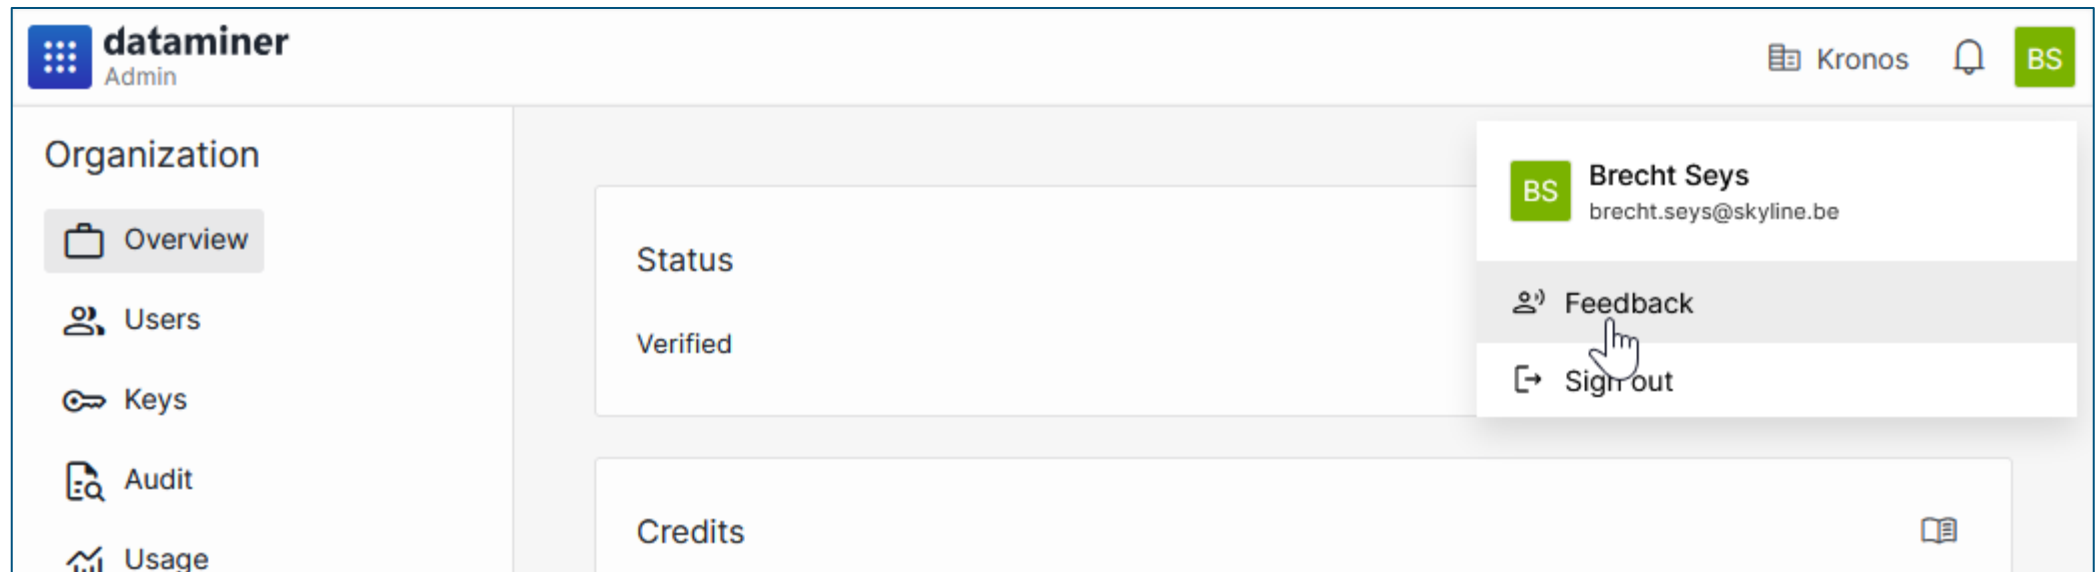 dataminer
Admin
Kronos
BS
Organization
Overview
Users
Keys
Audit
Usage
Status
Verified
Credits
BS
Brecht Seys
brecht.seys@skyline.be
Feedback
Sign out